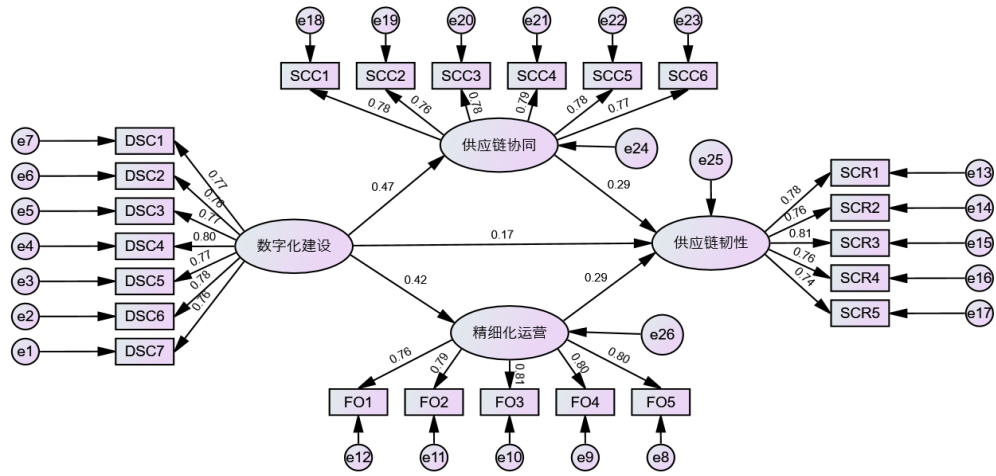 e18
e19
e20
e21
e22
e23
SCC1
SCC2
SCC3
SCC4
SCC5
SCC6
0.78
0.76
0.78
0.79
0.78
0.77
供应链协同
e24
e25
e7
e6
e5
e4
e3
e2
e1
DSC1
DSC2
DSC3
DSC4
DSC5
DSC6
DSC7
0.77
0.76
0.77
0.80
0.77
0.78
0.76
数字化建设
0.47
0.17
0.42
0.29
0.29
供应链韧性
0.78
0.76
0.81
0.76
0.74
SCR1
SCR2
SCR3
SCR4
SCR5
e13
e14
e15
e16
e17
精细化运营
e26
0.76
0.79
0.81
0.80
0.80
FO1
FO2
FO3
FO4
FO5
e12
e11
e10
e9
e8